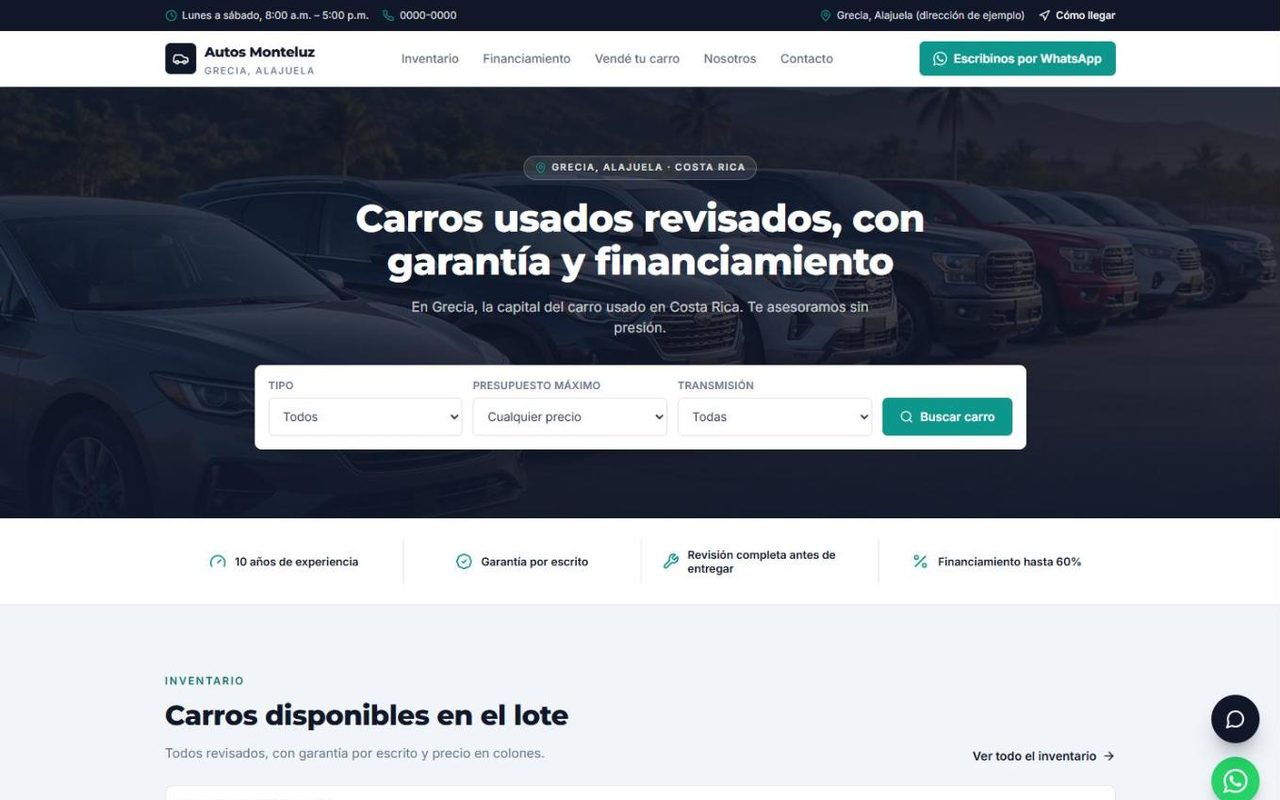 Lunes a sábado, 8:00 a.m. – 5:00 p.m.
0000-0000
Grecia, Alajuela (dirección de ejemplo)
Cómo llegar
Autos Monteluz
GRECIA, ALAJUELA
Inventario
Financiamiento
Vendé tu carro
Nosotros
Contacto
Escribinos por WhatsApp
GRECIA, ALAJUELA · COSTA RICA
Carros usados revisados, con
garantía y financiamiento
En Grecia, la capital del carro usado en Costa Rica. Te asesoramos sin
presión.
TIPO
PRESUPUESTO MÁXIMO
TRANSMISIÓN
Todos
Cualquier precio
Todas
Buscar carro
10 años de experiencia
Garantía por escrito
Revisión completa antes de
entregar
Financiamiento hasta 60%
INVENTARIO
Carros disponibles en el lote
Todos revisados, con garantía por escrito y precio en colones.
Ver todo el inventario